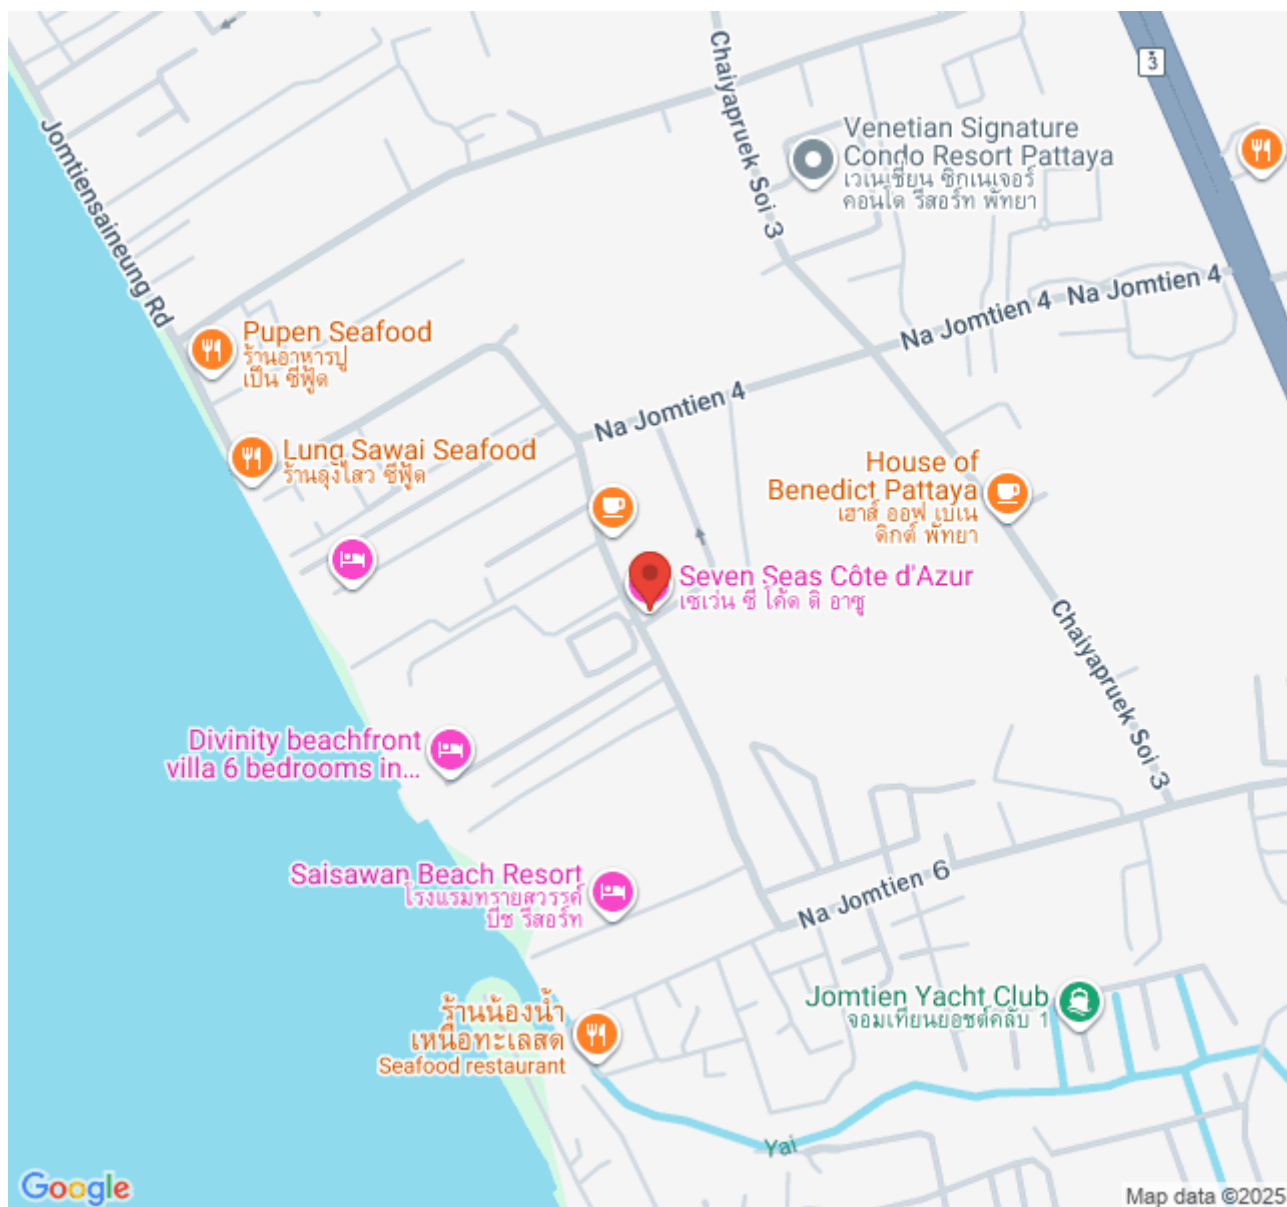 Chaiyapruek Soi 3
3
Venetian Signature
Condo Resort Pattaya
เวเนเชี่ยน ซิกเนเจอร์
คอนโด รีสอร์ท พัทยา
Jomtiensaineung Rd
Na Jomtien 4
Na Jomtien 4
Pupen Seafood
ร้านอาหารปู
เป็น ซีฟู้ด
Na Jomtien 4
Lung Sawai Seafood
ร้านลุงไสว ซีฟู้ด
House of
Benedict Pattaya
เฮาส์ ออฟ เบเน
ดิกต์ พัทยา
Seven Seas Côte d'Azur
เซเว่น ซี โค้ด ดิ อาซู
Chaiyapruek Soi 3
Divinity beachfront
villa 6 bedrooms in...
Saisawan Beach Resort
โรงแรมทรายสวรรค์
บีช รีสอร์ท
Na Jomtien 6
Jomtien Yacht Club
จอมเทียนยอชต์คลับ 1
ร้านน้องน้ำ
เหนือทะเลสด
Seafood restaurant
Yai
Google
Map data ©2025